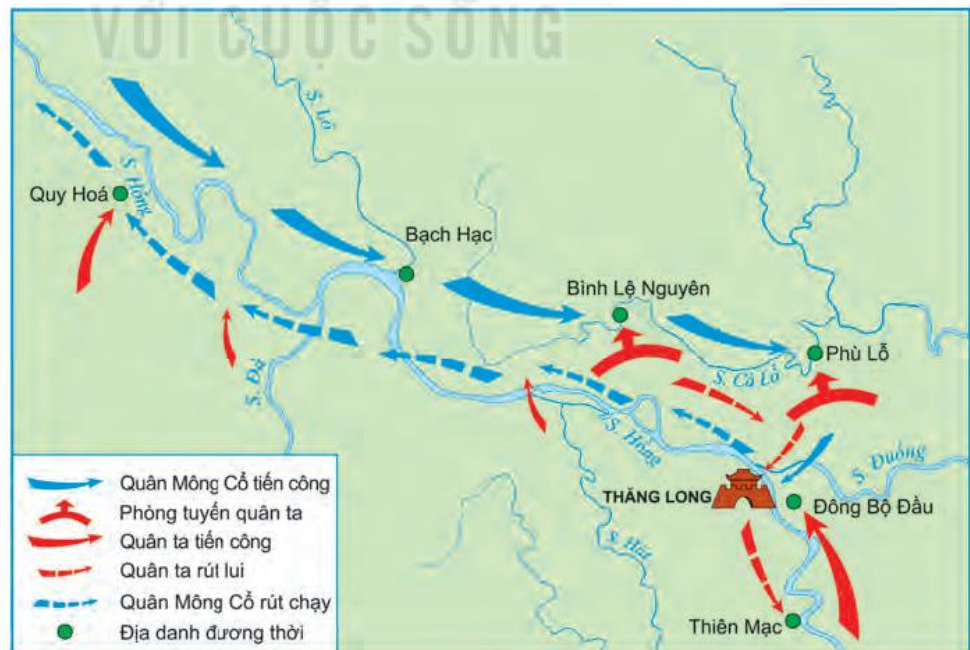 VỚI CUỘC SỐNG
S. Lô
Quy Hoá
S. Hồng
Bạch Hạc
Bình Lệ Nguyên
Phù Lỗ
S. Cà Lồ
S. Đà
S. Hồng
S. Đuống
THĂNG LONG
Đông Bộ Đầu
S. Hát
Thiên Mạc
Quân Mông Cổ tiến công
Phòng tuyến quân ta
Quân ta tiến công
Quân ta rút lui
Quân Mông Cổ rút chạy
Địa danh đương thời